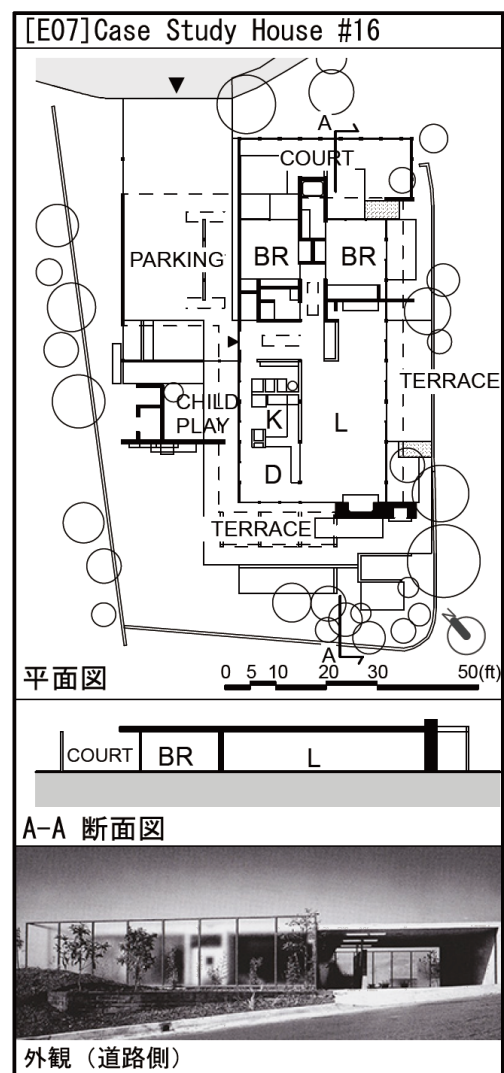 [E07]Case Study House #16
A
COURT
PARKING
BR
BR
TERRACE
CHILD
PLAY
K
L
D
TERRACE
A
平面図
0 5 10 20 30 50(ft)
COURT
BR
L
A-A 断面図
外観（道路側）